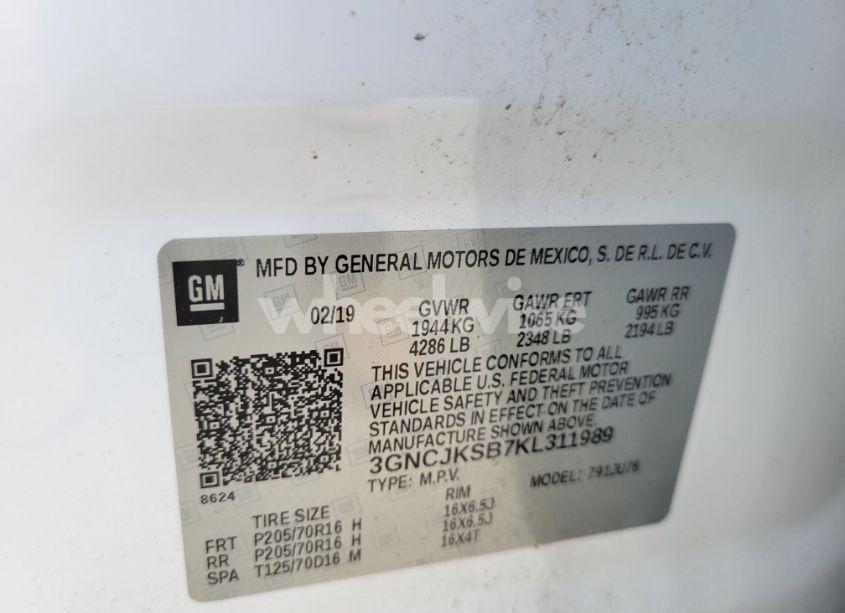 GM
MFD BY GENERAL MOTORS DE MEXICO, S. DE R.L. DE C.V.
02/19 GVWR GAWR FRT GAWR RR
1944 KG 1065 KG 995 KG
4286 LB 2348 LB 2194 LB
wheelwise
THIS VEHICLE CONFORMS TO ALL
APPLICABLE U.S. FEDERAL MOTOR
VEHICLE SAFETY AND THEFT PREVENTION
STANDARDS IN EFFECT ON THE DATE OF
MANUFACTURE SHOWN ABOVE.
3GNCJKSB7KL311989
TYPE: M.P.V. MODEL: 791JU76
8624
TIRE SIZE RIM
FRT P205/70R16 H 16X6.5J
RR P205/70R16 H 16X6.5J
SPA T125/70D16 M 16X4T